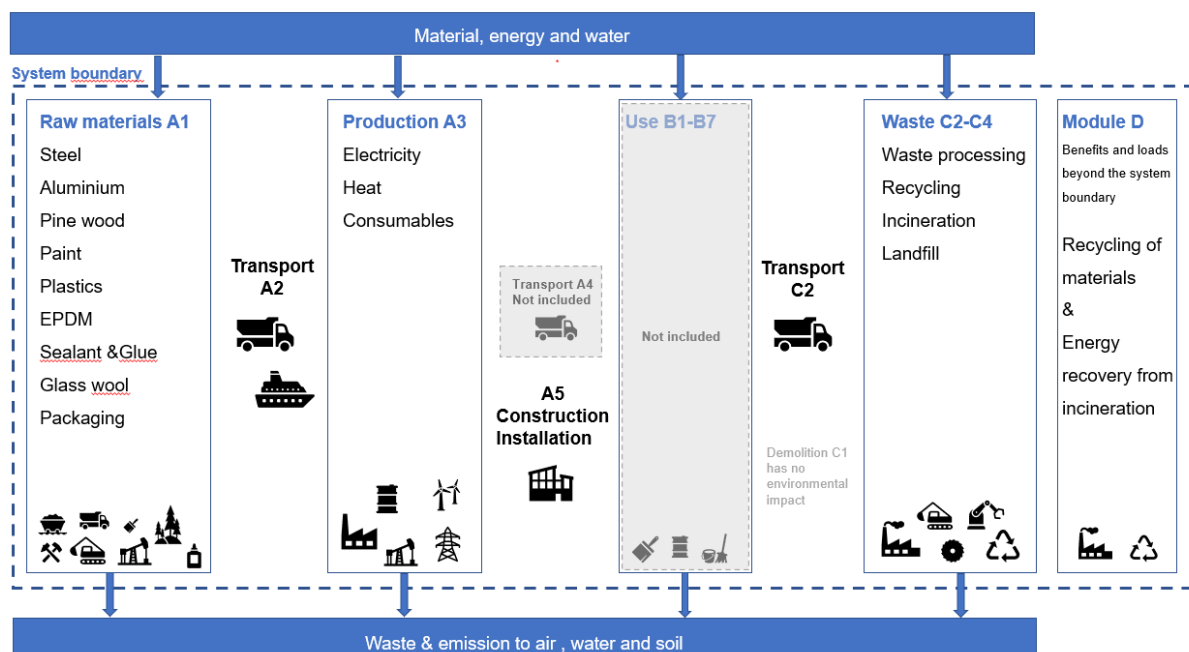 Material, energy and water
System boundary
Raw materials A1
Steel
Aluminium
Pine wood
Paint
Plastics
EPDM
Sealant &Glue
Glass wool
Packaging
Transport
A2
Production A3
Electricity
Heat
Consumables
Transport A4
Not included
A5
Construction
Installation
Use B1-B7
Not included
Transport
C2
Demolition C1
has no
environmental
impact
Waste C2-C4
Waste processing
Recycling
Incineration
Landfill
Module D
Benefits and loads
beyond the system
boundary
Recycling of
materials
&
Energy
recovery from
incineration
Waste & emission to air , water and soil